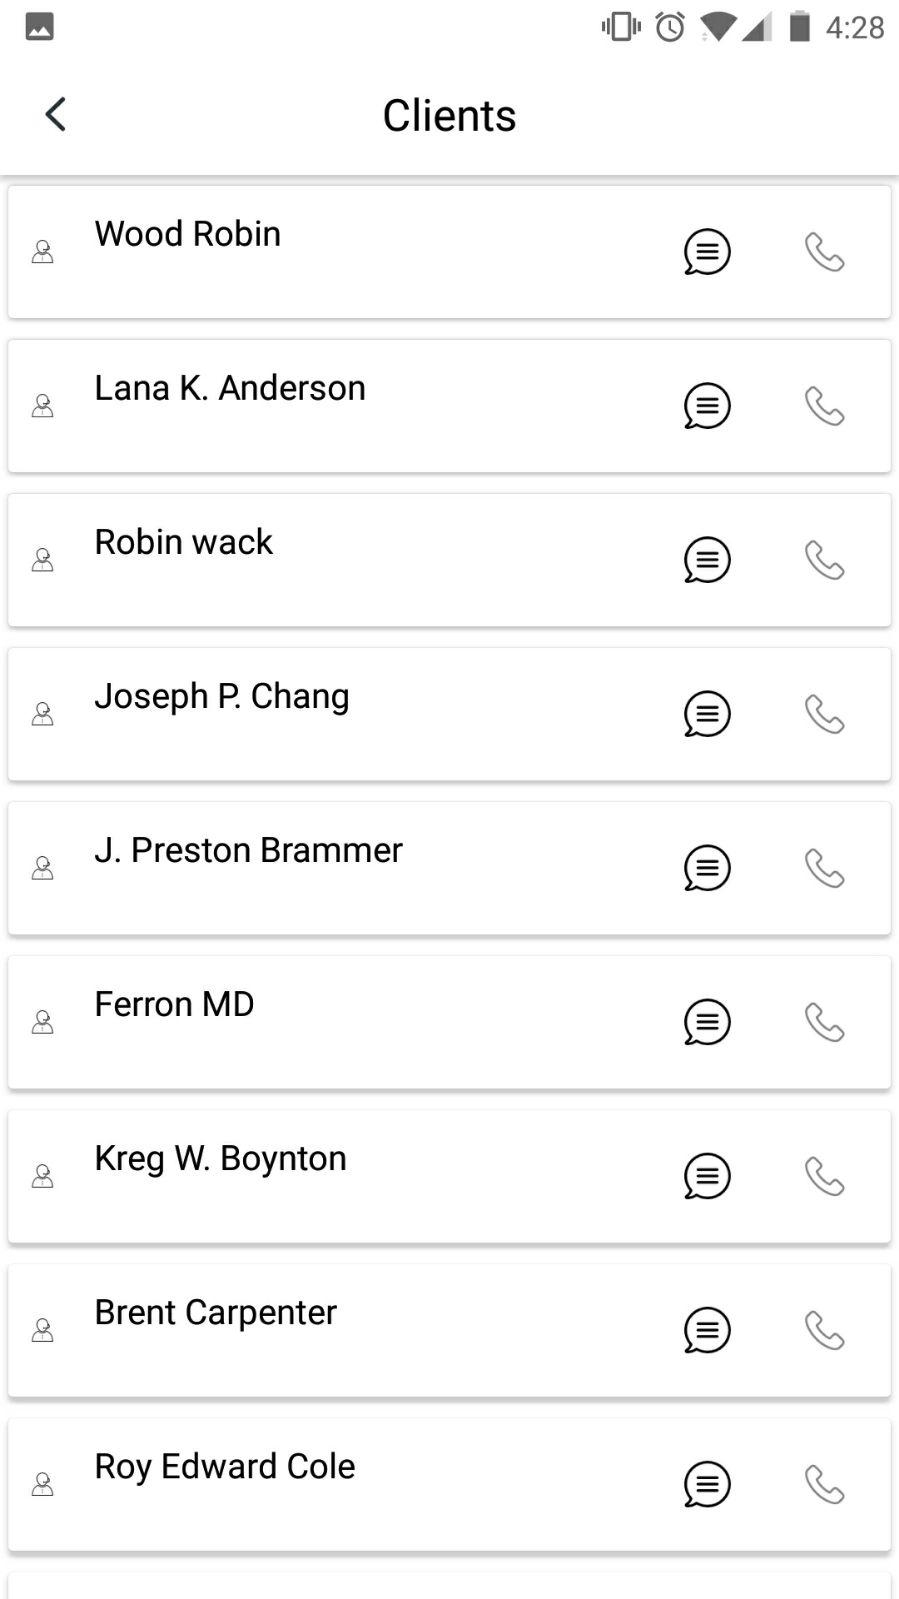 4:28
Clients
Wood Robin
Lana K. Anderson
Robin wack
Joseph P. Chang
J. Preston Brammer
Ferron MD
Kreg W. Boynton
Brent Carpenter
Roy Edward Cole